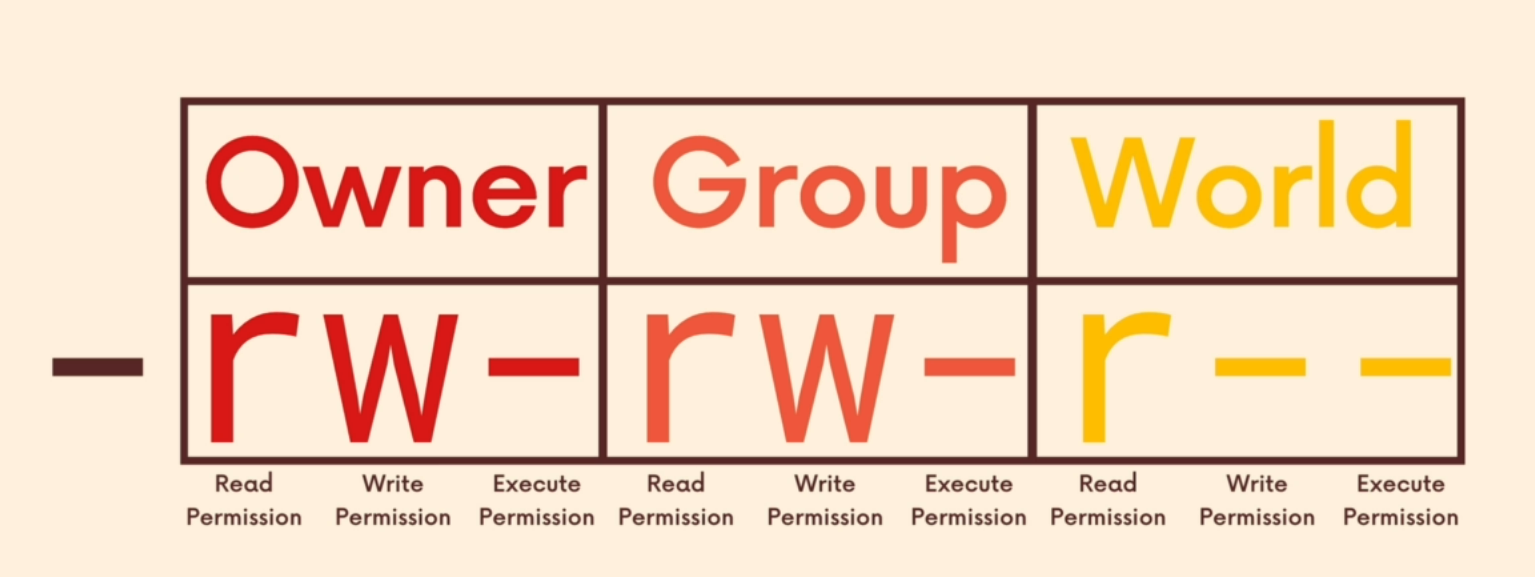 Owner Group World
- rw- rw- r--
Read Write Execute Read Write Execute Read Write Execute
Permission Permission Permission Permission Permission Permission Permission Permission Permission